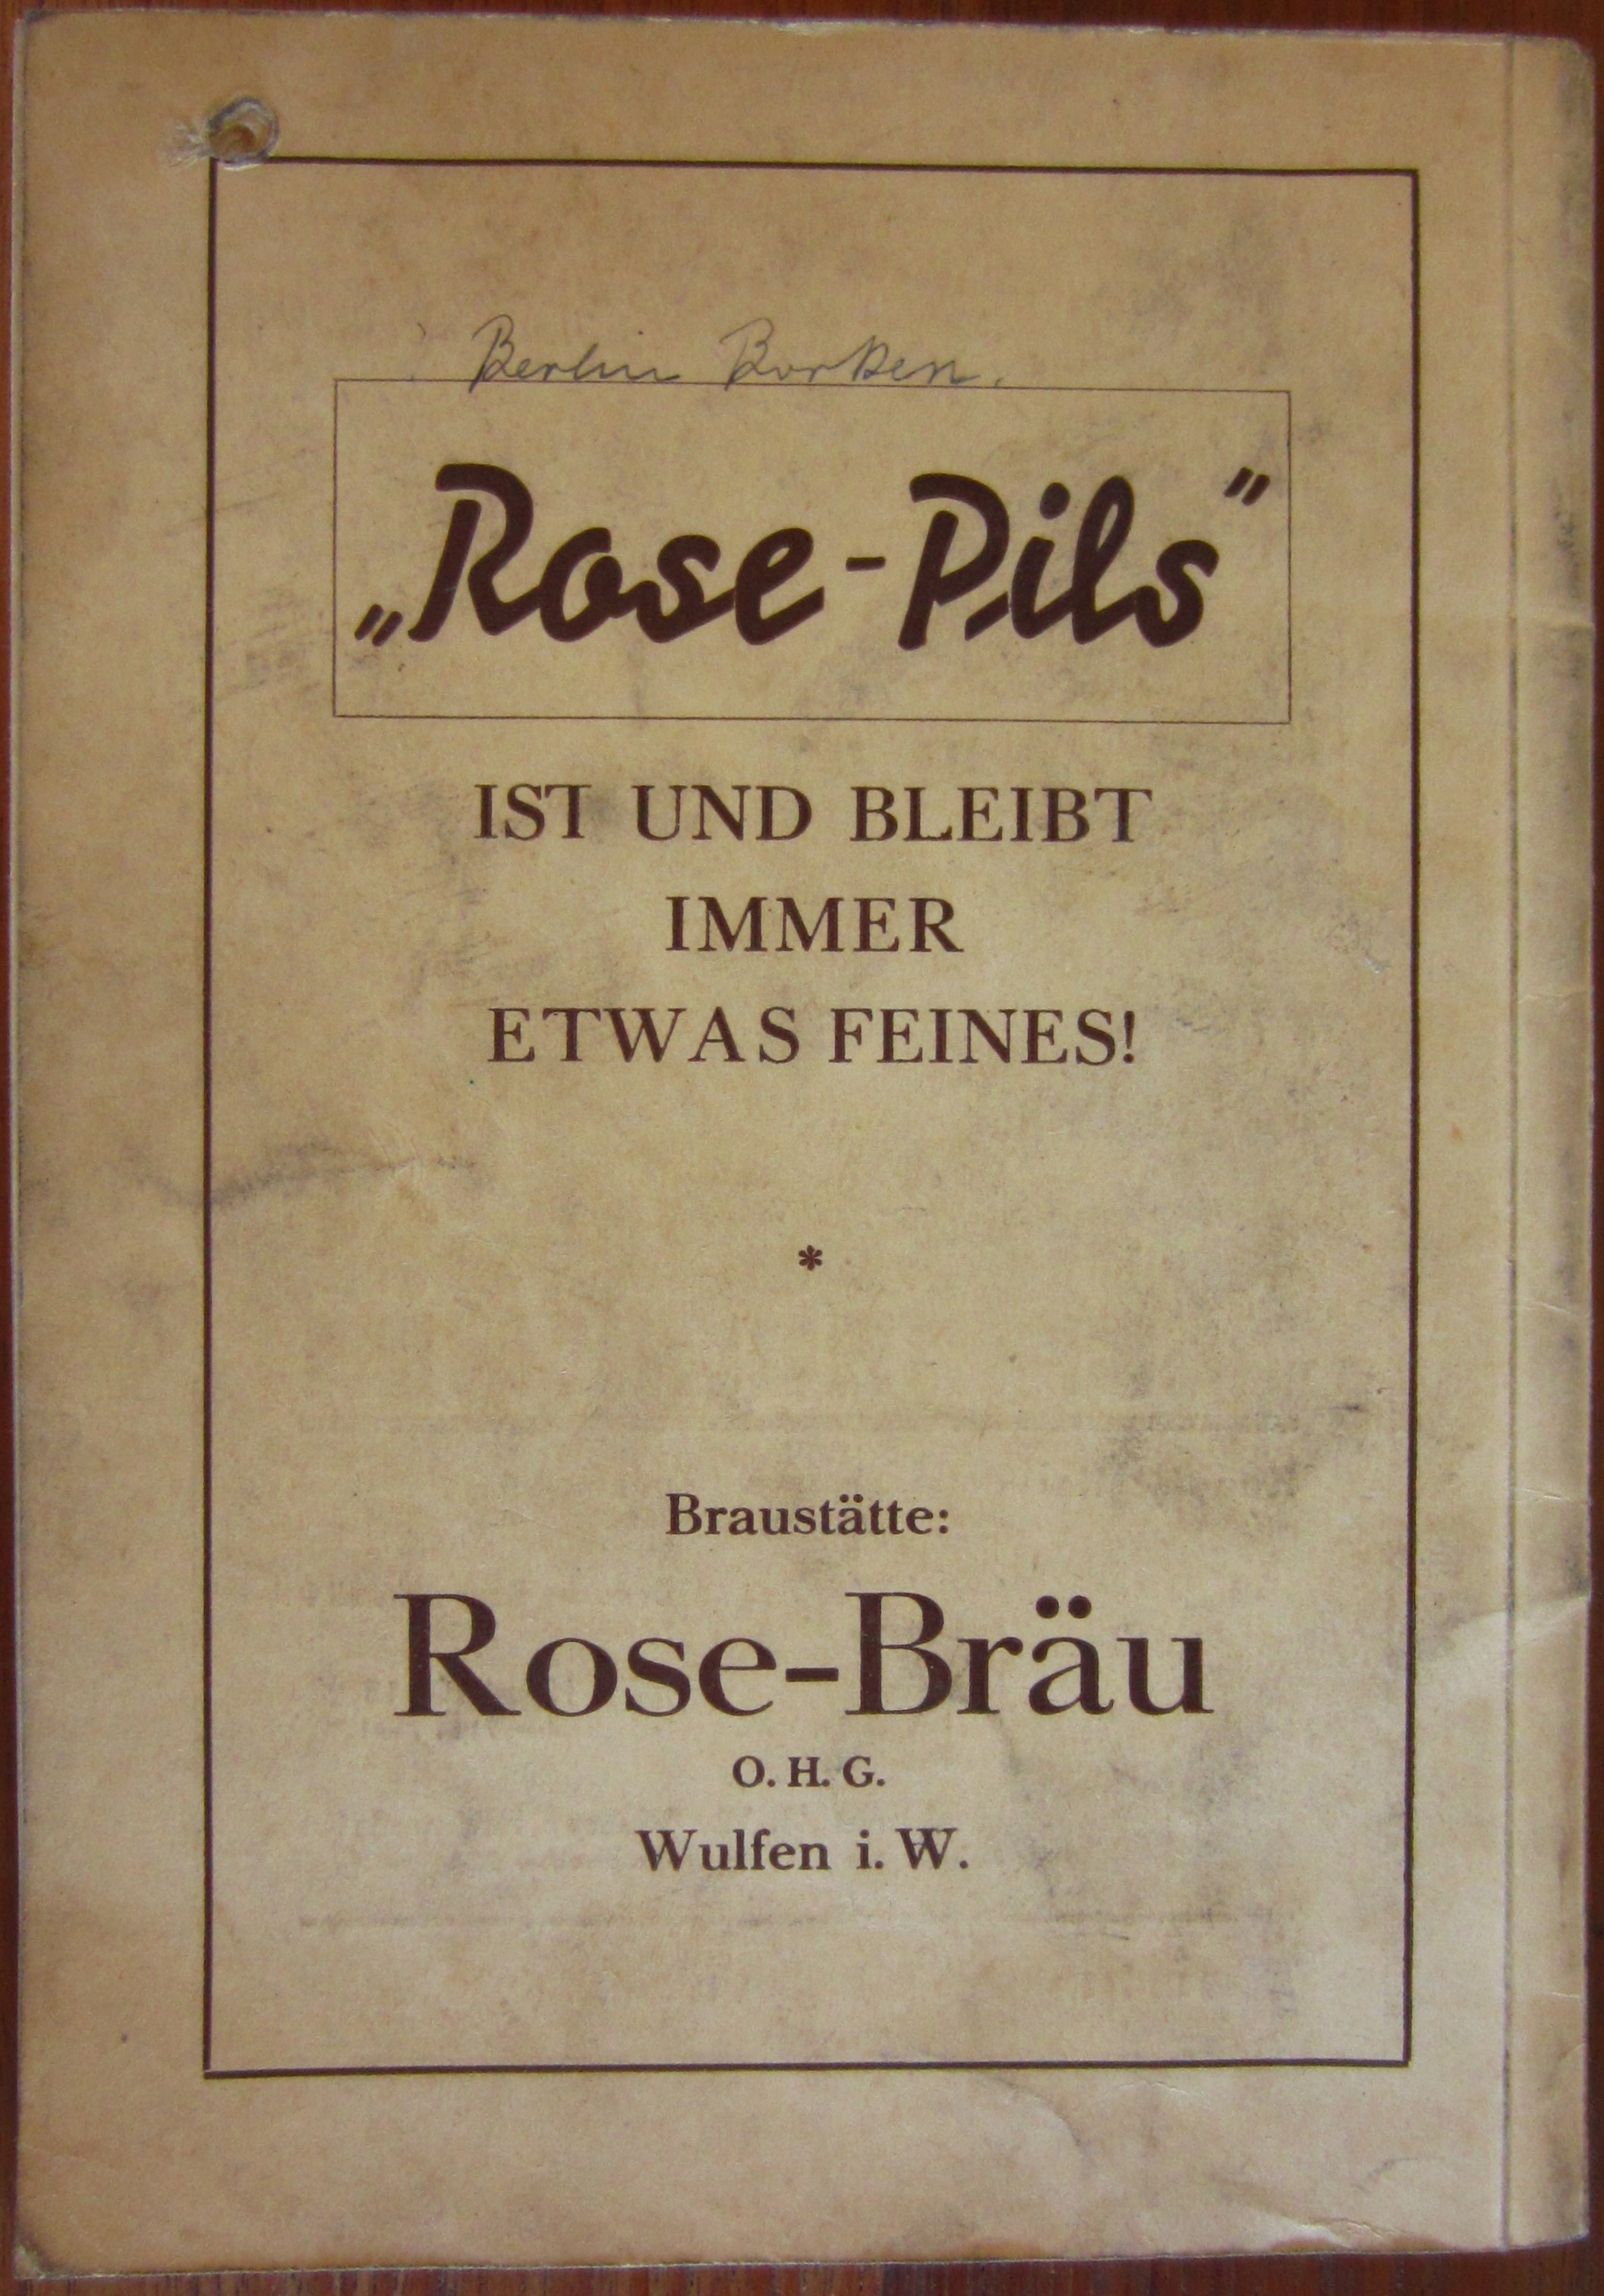 Berlin Borken.
„Rose-Pils"
IST UND BLEIBT
IMMER
ETWAS FEINES!
*
Braustätte:
Rose-Bräu
O. H. G.
Wulfen i. W.